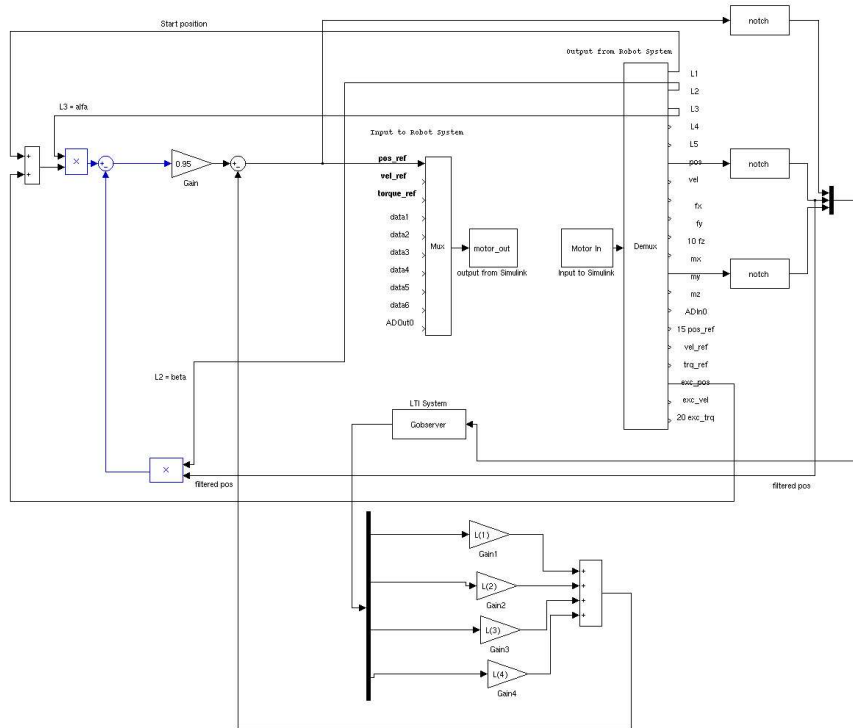 Start position
notch
Output from Robot System
L1
L2
L3
L4
L5
pos
vel
fx
fy
10 fz
mx
my
mz
ADIn0
15 pos_ref
vel_ref
trq_ref
exc_pos
exc_vel
20 exc_trq
L3 = alfa
+
+
×
+
-
0.95
Gain
+
-
Input to Robot System
pos_ref
vel_ref
torque_ref
data1
data2
data3
data4
data5
data6
ADOut0
Mux
motor_out
output from Simulink
Motor In
Input to Simulink
Demux
notch
notch
L2 = beta
LTI System
Gobserver
×
filtered pos
filtered pos
L(1)
Gain1
L(2)
Gain2
L(3)
Gain3
L(4)
Gain4
+
+
+
+